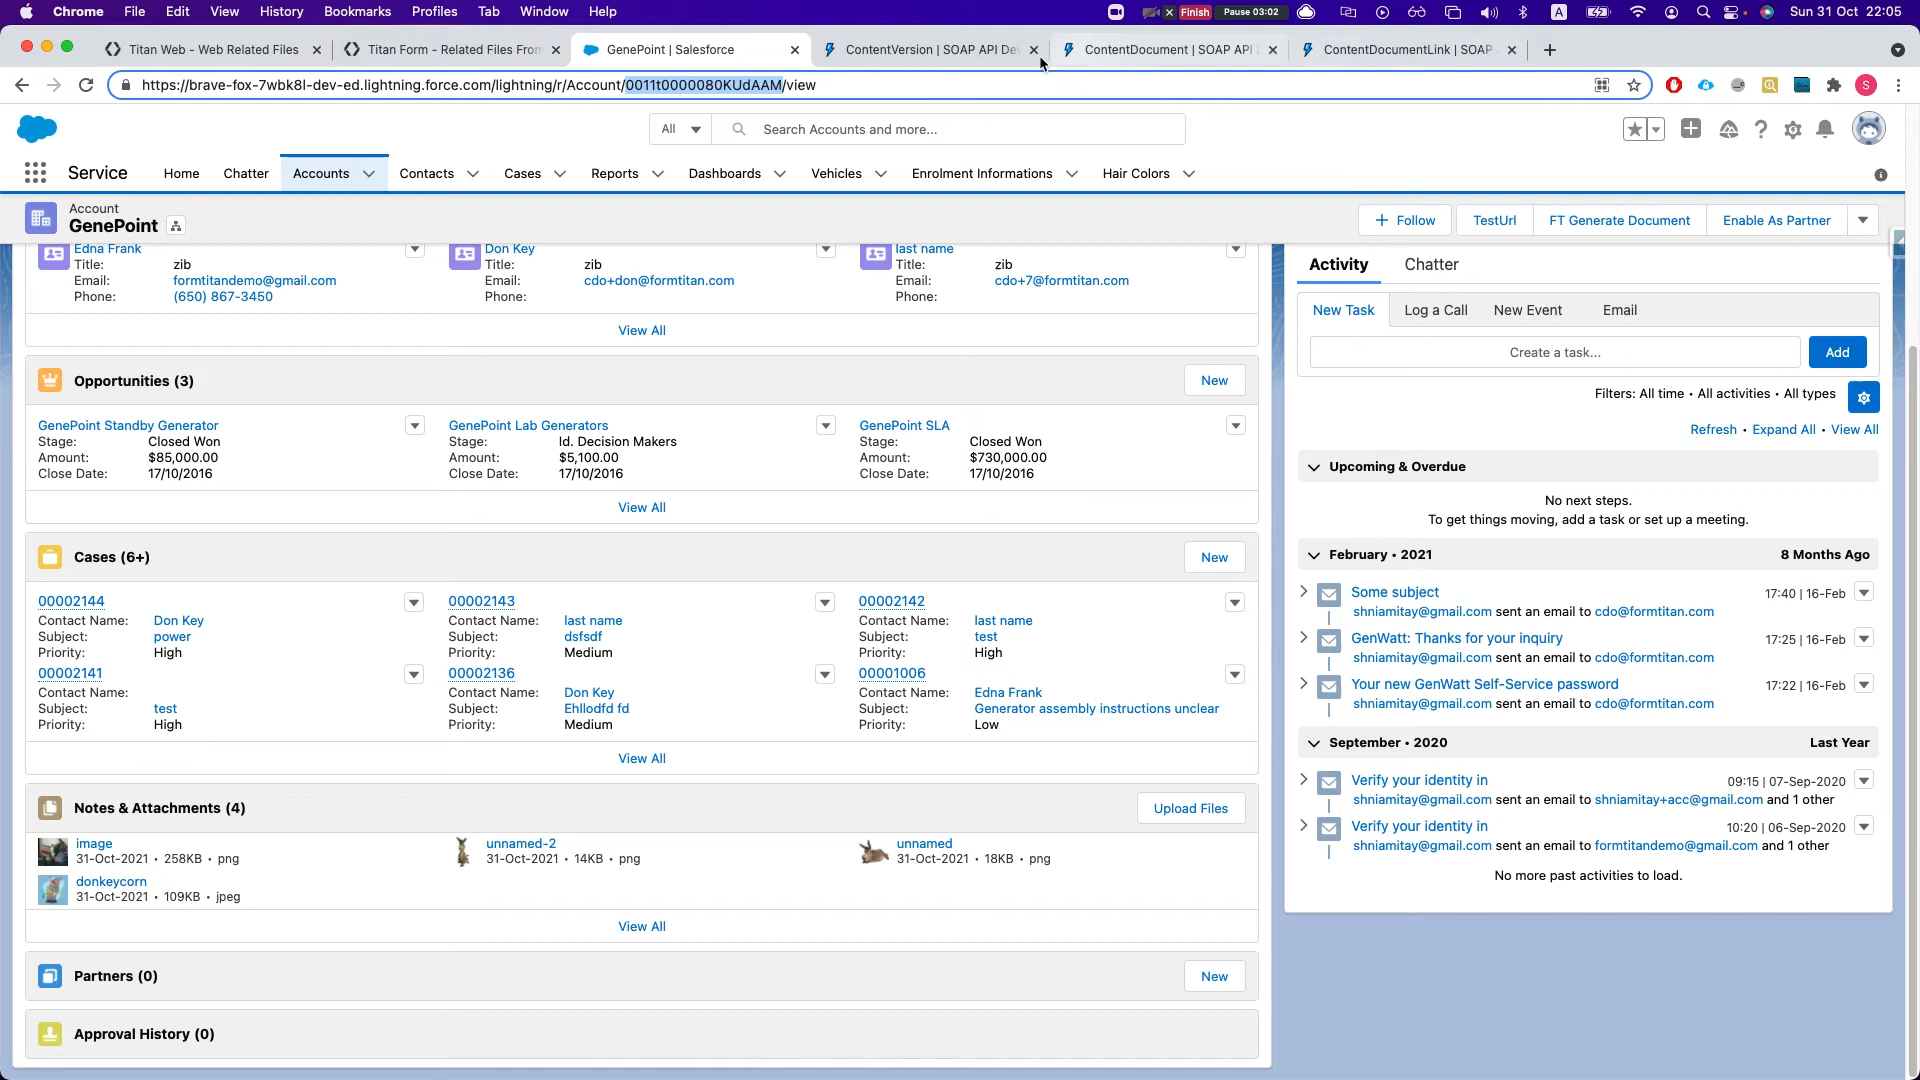 Chrome File Edit View History Bookmarks Profiles Tab Window Help Finish Pause 03:02 A Sun 31 Oct 22:05
Titan Web - Web Related Files Titan Form - Related Files From GenePoint | Salesforce ContentVersion | SOAP API De ContentDocument | SOAP API ContentDocumentLink | SOAP
https://brave-fox-7wbk8l-dev-ed.lightning.force.com/lightning/r/Account/0011t0000080KUdAAM/view S
All Search Accounts and more...
Service Home Chatter Accounts Contacts Cases Reports Dashboards Vehicles Enrolment Informations Hair Colors
Account
GenePoint
Follow TestUrl FT Generate Document Enable As Partner
Edna Frank
Title: zib
Email: formtitandemo@gmail.com
Phone: (650) 867-3450
Don Key
Title: zib
Email: cdo+don@formtitan.com
Phone:
last name
Title: zib
Email: cdo+7@formtitan.com
Phone:
View All
Opportunities (3) New
GenePoint Standby Generator
Stage: Closed Won
Amount: $85,000.00
Close Date: 17/10/2016
GenePoint Lab Generators
Stage: Id. Decision Makers
Amount: $5,100.00
Close Date: 17/10/2016
GenePoint SLA
Stage: Closed Won
Amount: $730,000.00
Close Date: 17/10/2016
View All
Cases (6+) New
00002144
Contact Name: Don Key
Subject: power
Priority: High
00002143
Contact Name: last name
Subject: dsfsdf
Priority: Medium
00002142
Contact Name: last name
Subject: test
Priority: High
00002141
Contact Name:
Subject: test
Priority: High
00002136
Contact Name: Don Key
Subject: Ehllodfd fd
Priority: Medium
00001006
Contact Name: Edna Frank
Subject: Generator assembly instructions unclear
Priority: Low
View All
Notes & Attachments (4) Upload Files
image
31-Oct-2021 • 258KB • png
unnamed-2
31-Oct-2021 • 14KB • png
unnamed
31-Oct-2021 • 18KB • png
donkeycorn
31-Oct-2021 • 109KB • jpeg
View All
Partners (0) New
Approval History (0)
Activity Chatter
New Task Log a Call New Event Email
Create a task... Add
Filters: All time • All activities • All types
Refresh • Expand All • View All
Upcoming & Overdue
No next steps.
To get things moving, add a task or set up a meeting.
February • 2021 8 Months Ago
Some subject 17:40 | 16-Feb
shniamitay@gmail.com sent an email to cdo@formtitan.com
GenWatt: Thanks for your inquiry 17:25 | 16-Feb
shniamitay@gmail.com sent an email to cdo@formtitan.com
Your new GenWatt Self-Service password 17:22 | 16-Feb
shniamitay@gmail.com sent an email to cdo@formtitan.com
September • 2020 Last Year
Verify your identity in 09:15 | 07-Sep-2020
shniamitay@gmail.com sent an email to shniamitay+acc@gmail.com and 1 other
Verify your identity in 10:20 | 06-Sep-2020
shniamitay@gmail.com sent an email to formtitandemo@gmail.com and 1 other
No more past activities to load.